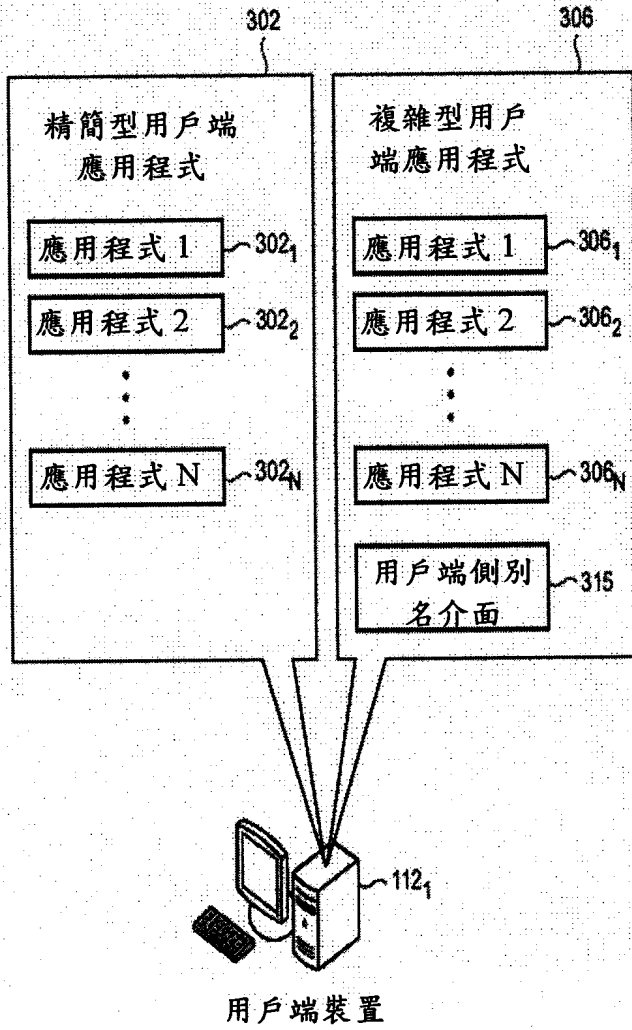 302
精簡型用戶端
應用程式
應用程式 1
302₁
應用程式 2
302₂
應用程式 N
302N
306
複雜型用戶
端應用程式
應用程式 1
306₁
應用程式 2
306₂
應用程式 N
306N
用戶端側別
名介面
315
112₁
用戶端裝置